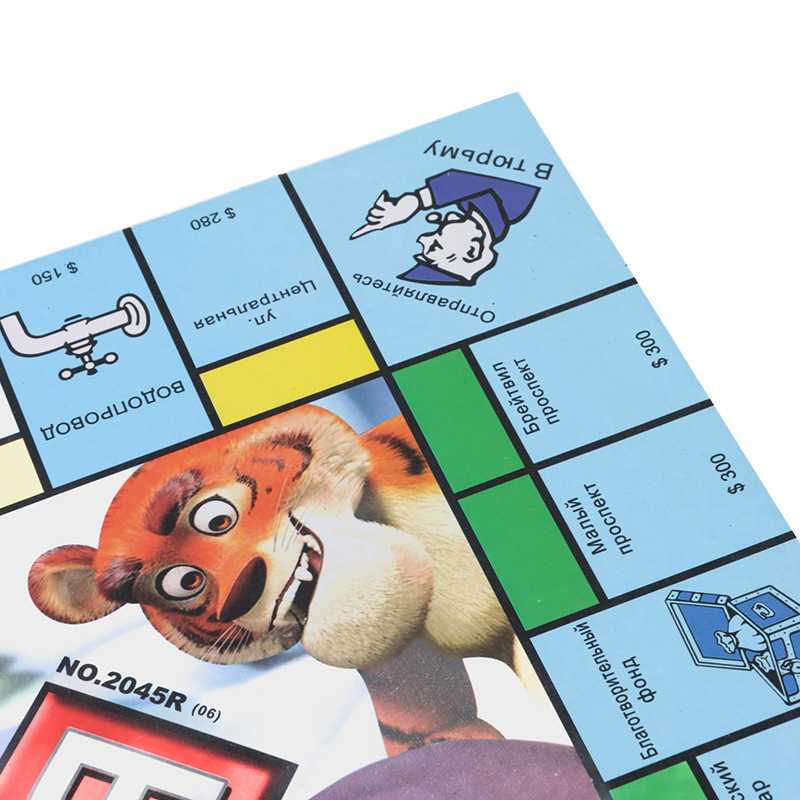 $ 150
ВОДОПРОВОД
$ 280
ул.
Центральная
Отправляйтесь
В тюрьму
$ 300
Брейтвил
проспект
$ 300
Малый
проспект
Благотворительный
фонд
NO.2045R (06)